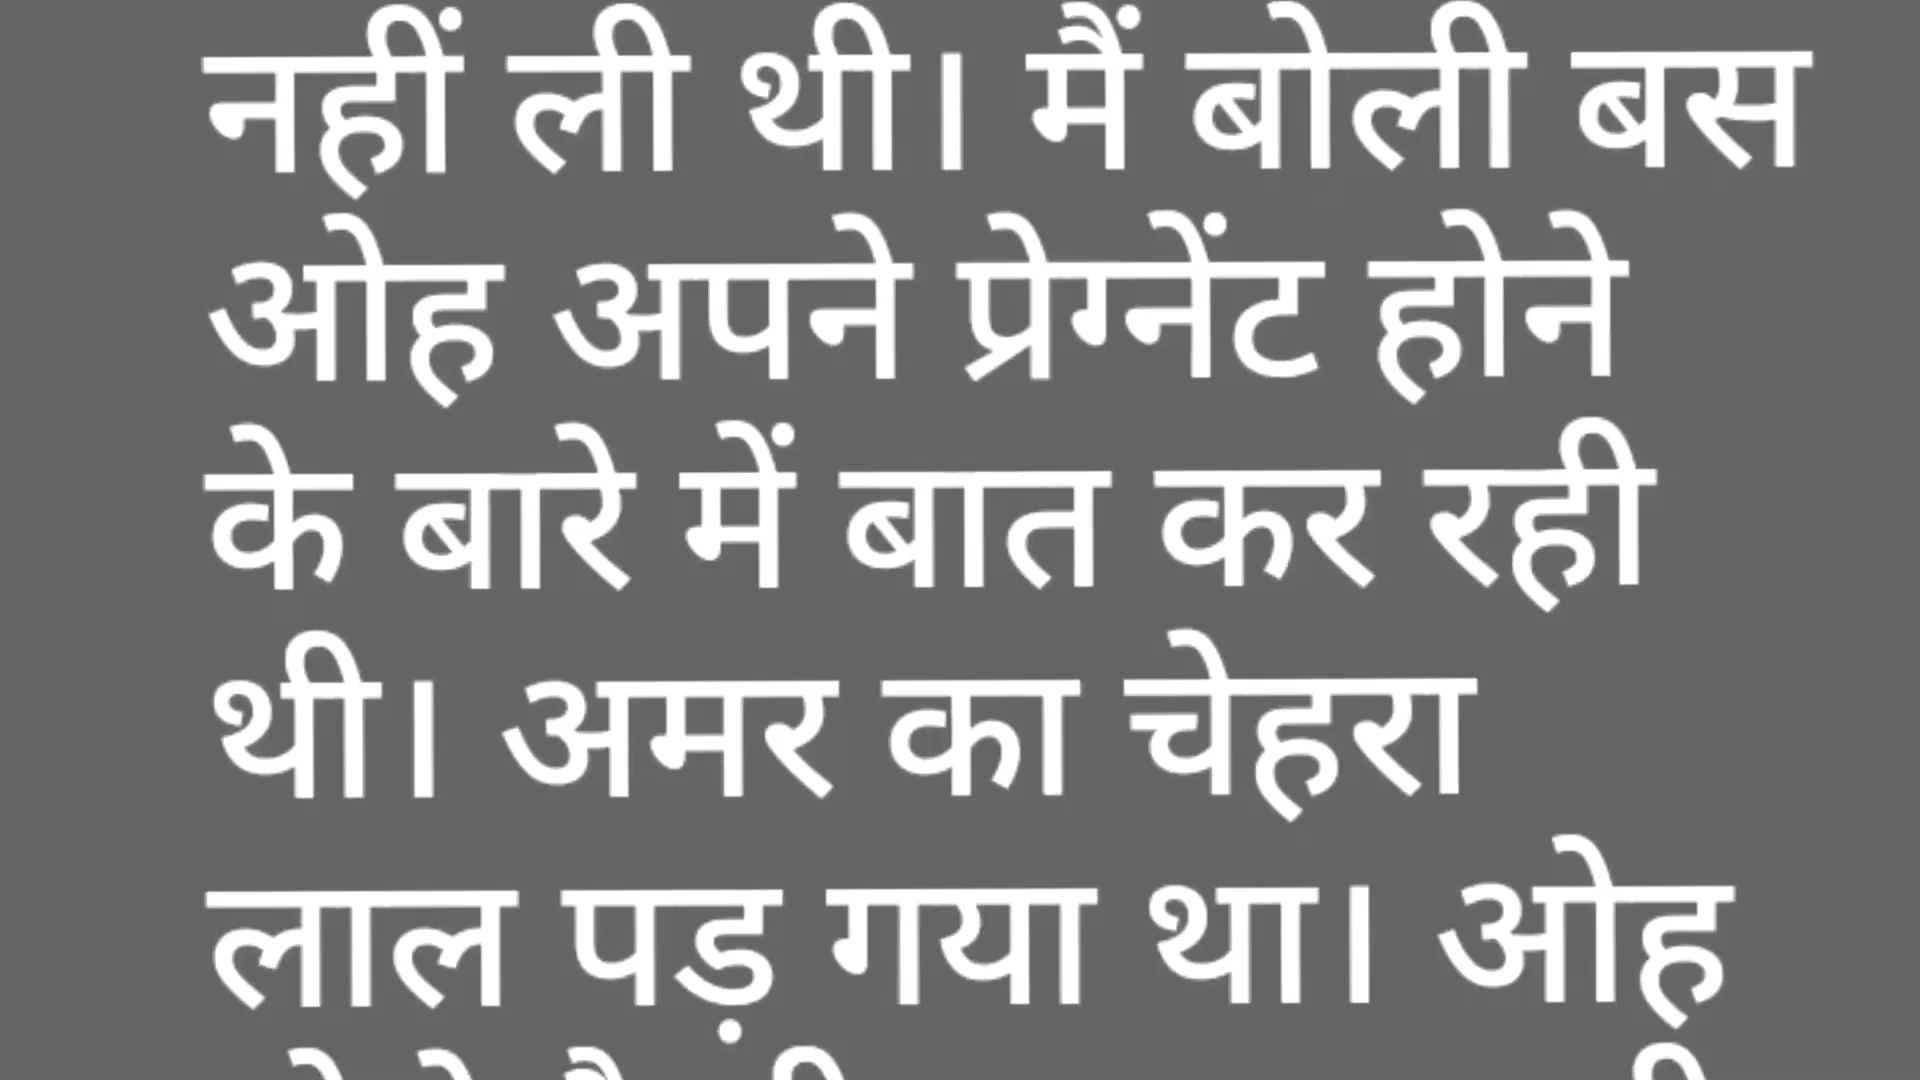 नहीं ली थी। मैं बोली बस
ओह अपने प्रेग्नेंट होने
के बारे में बात कर रही
थी। अमर का चेहरा
लाल पड़ गया था। ओह